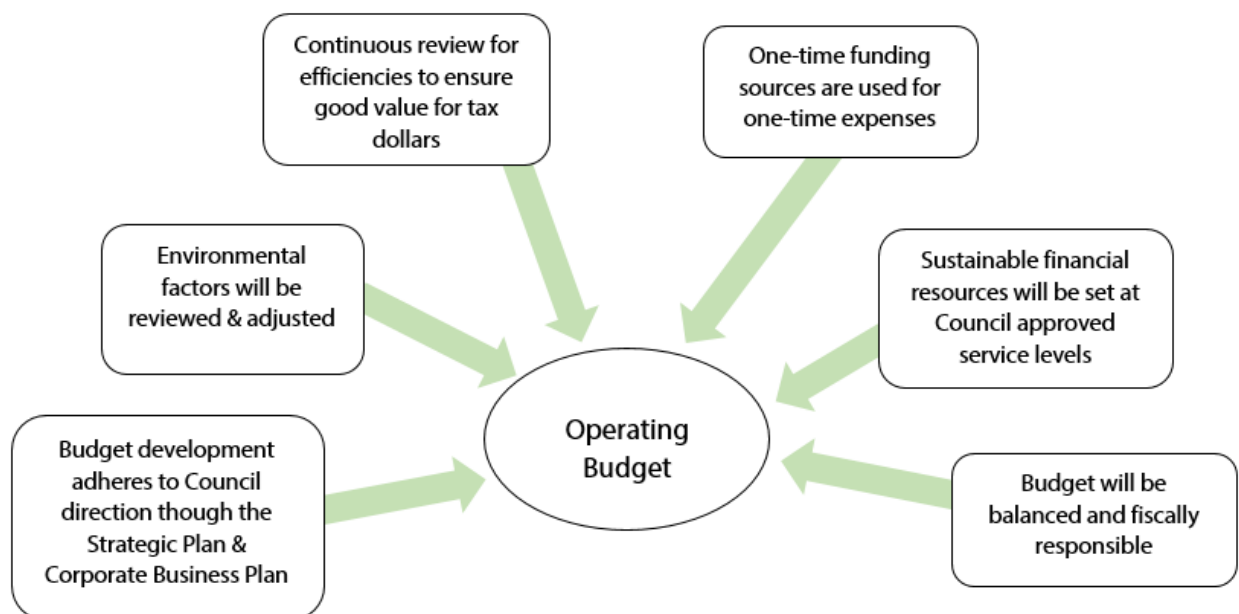 Continuous review for
efficiencies to ensure
good value for tax
dollars
One-time funding
sources are used for
one-time expenses
Environmental
factors will be
reviewed & adjusted
Sustainable financial
resources will be set at
Council approved
service levels
Operating
Budget
Budget development
adheres to Council
direction though the
Strategic Plan &
Corporate Business Plan
Budget will be
balanced and fiscally
responsible